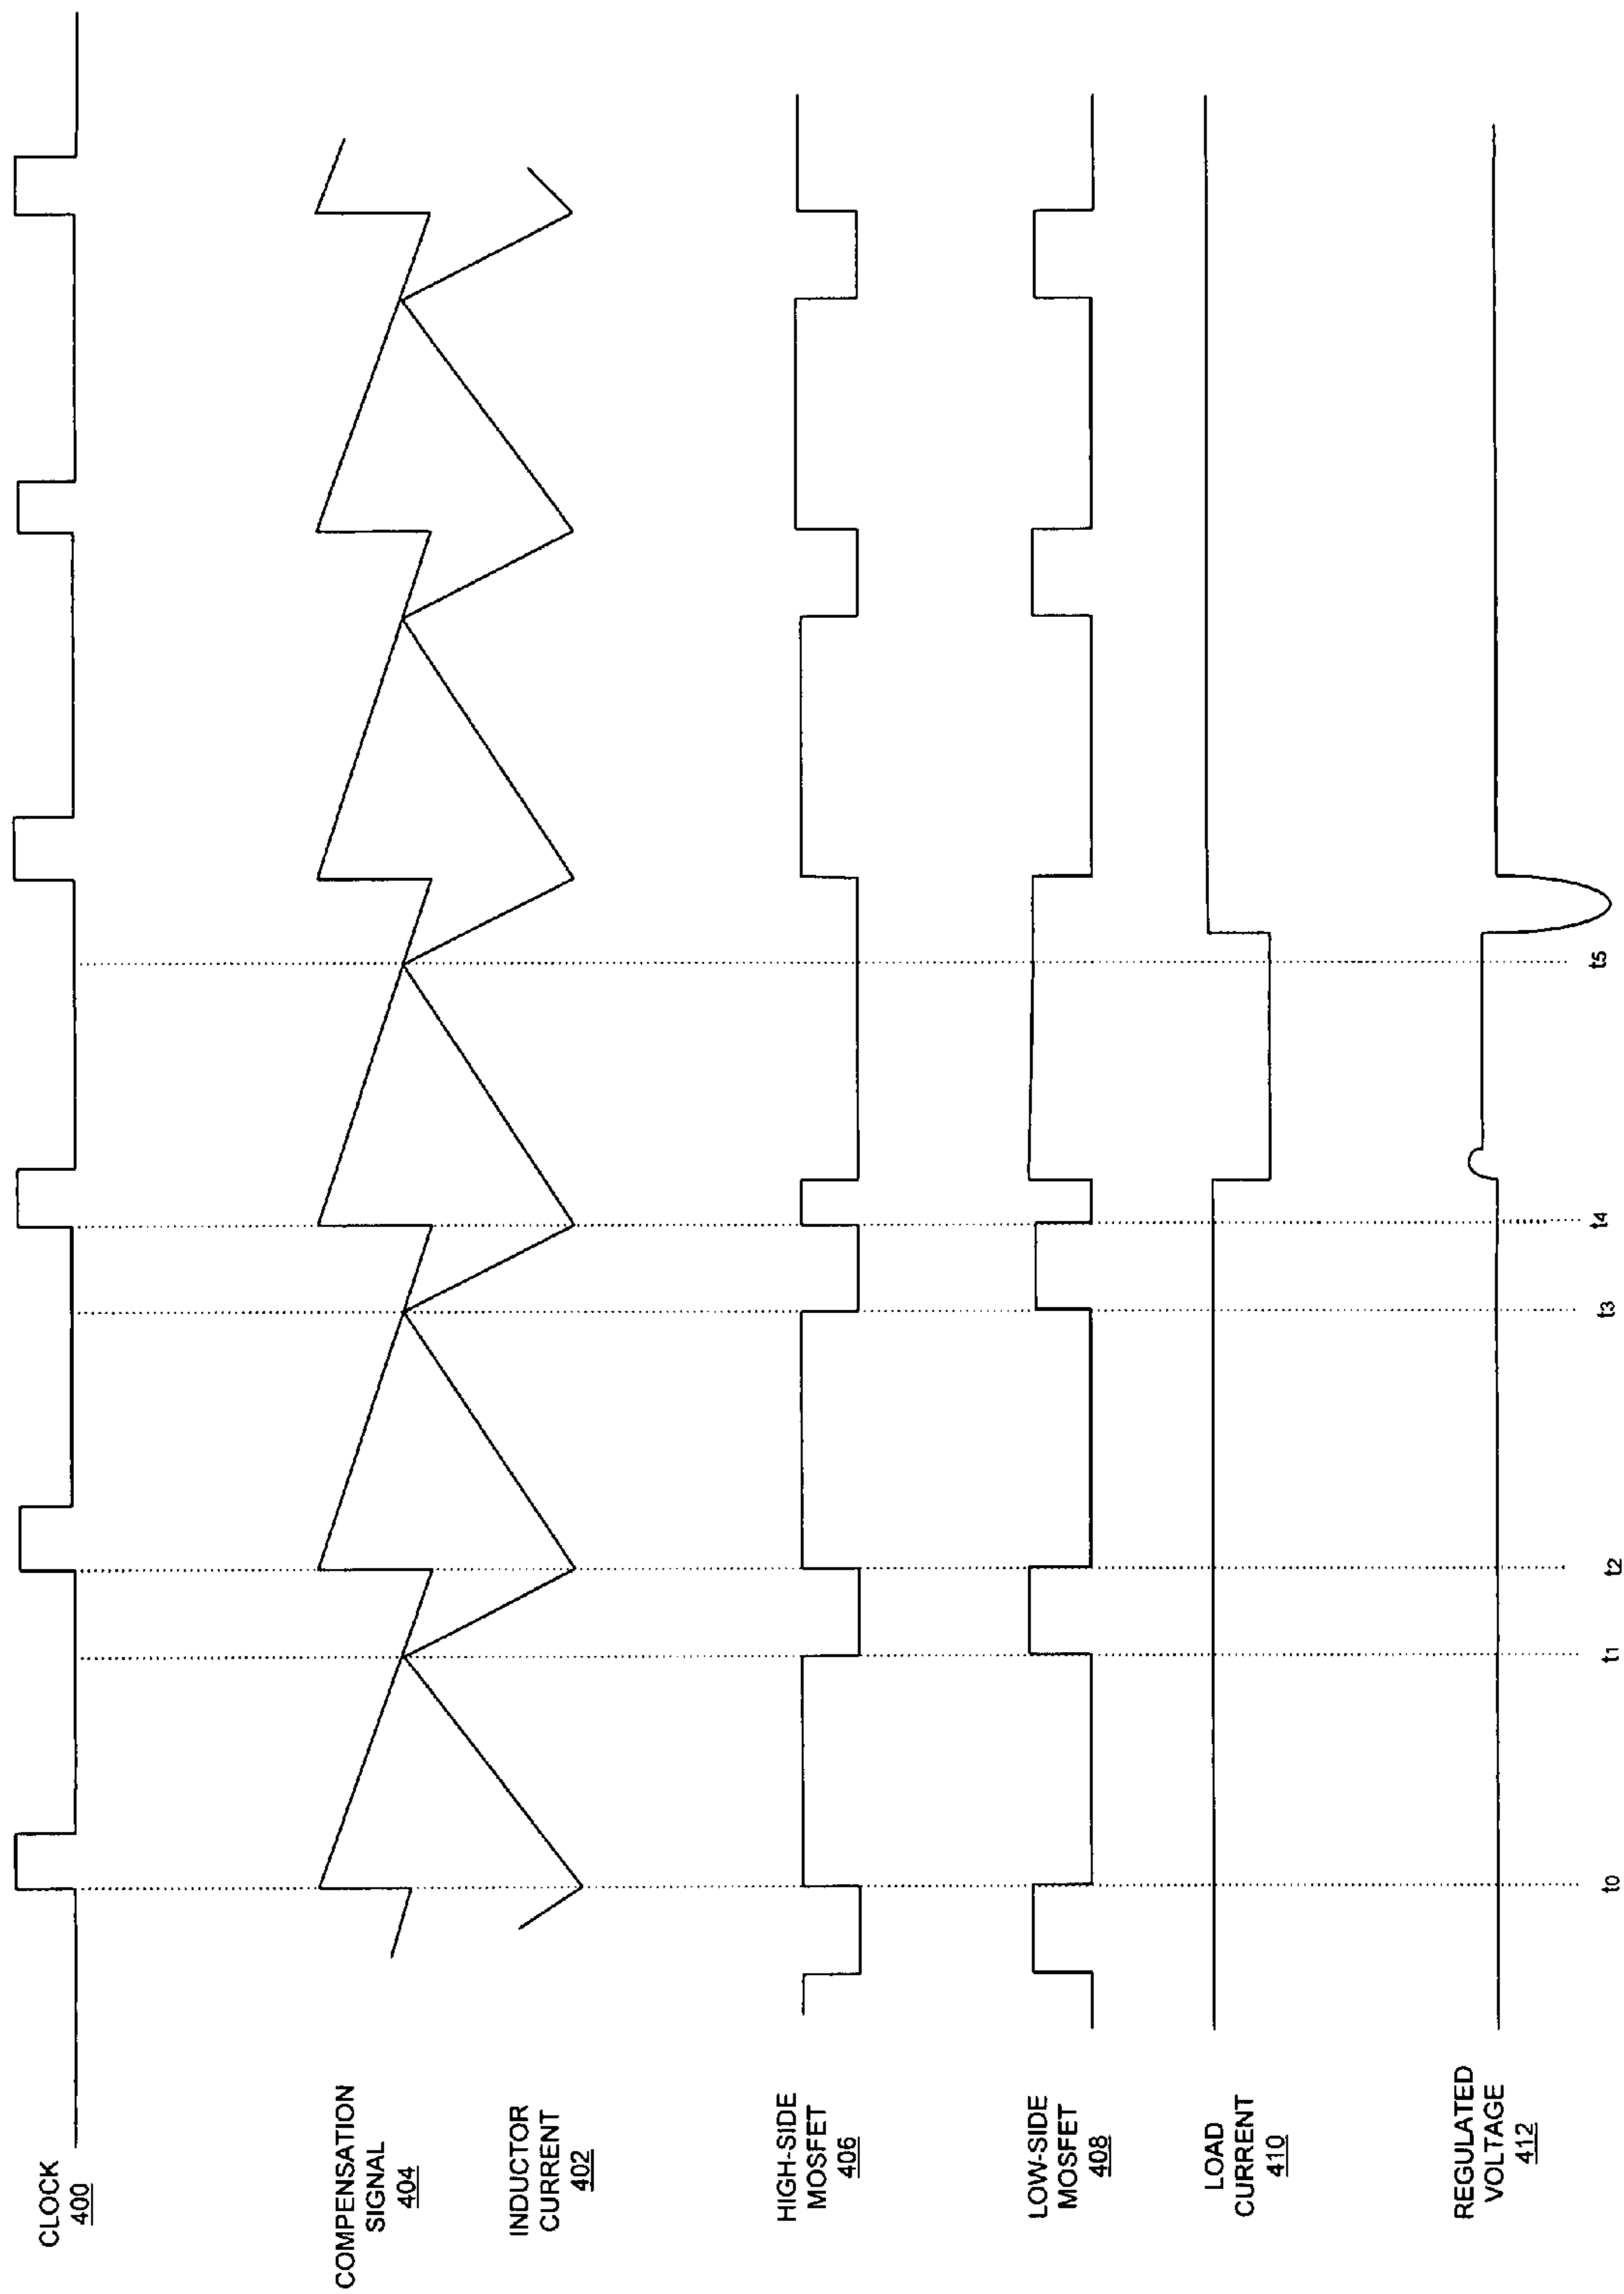 CLOCK
400
COMPENSATION
SIGNAL
404
INDUCTOR
CURRENT
402
HIGH-SIDE
MOSFET
406
LOW-SIDE
MOSFET
408
LOAD
CURRENT
410
REGULATED
VOLTAGE
412
t0
t1
t2
t3
t4
t5